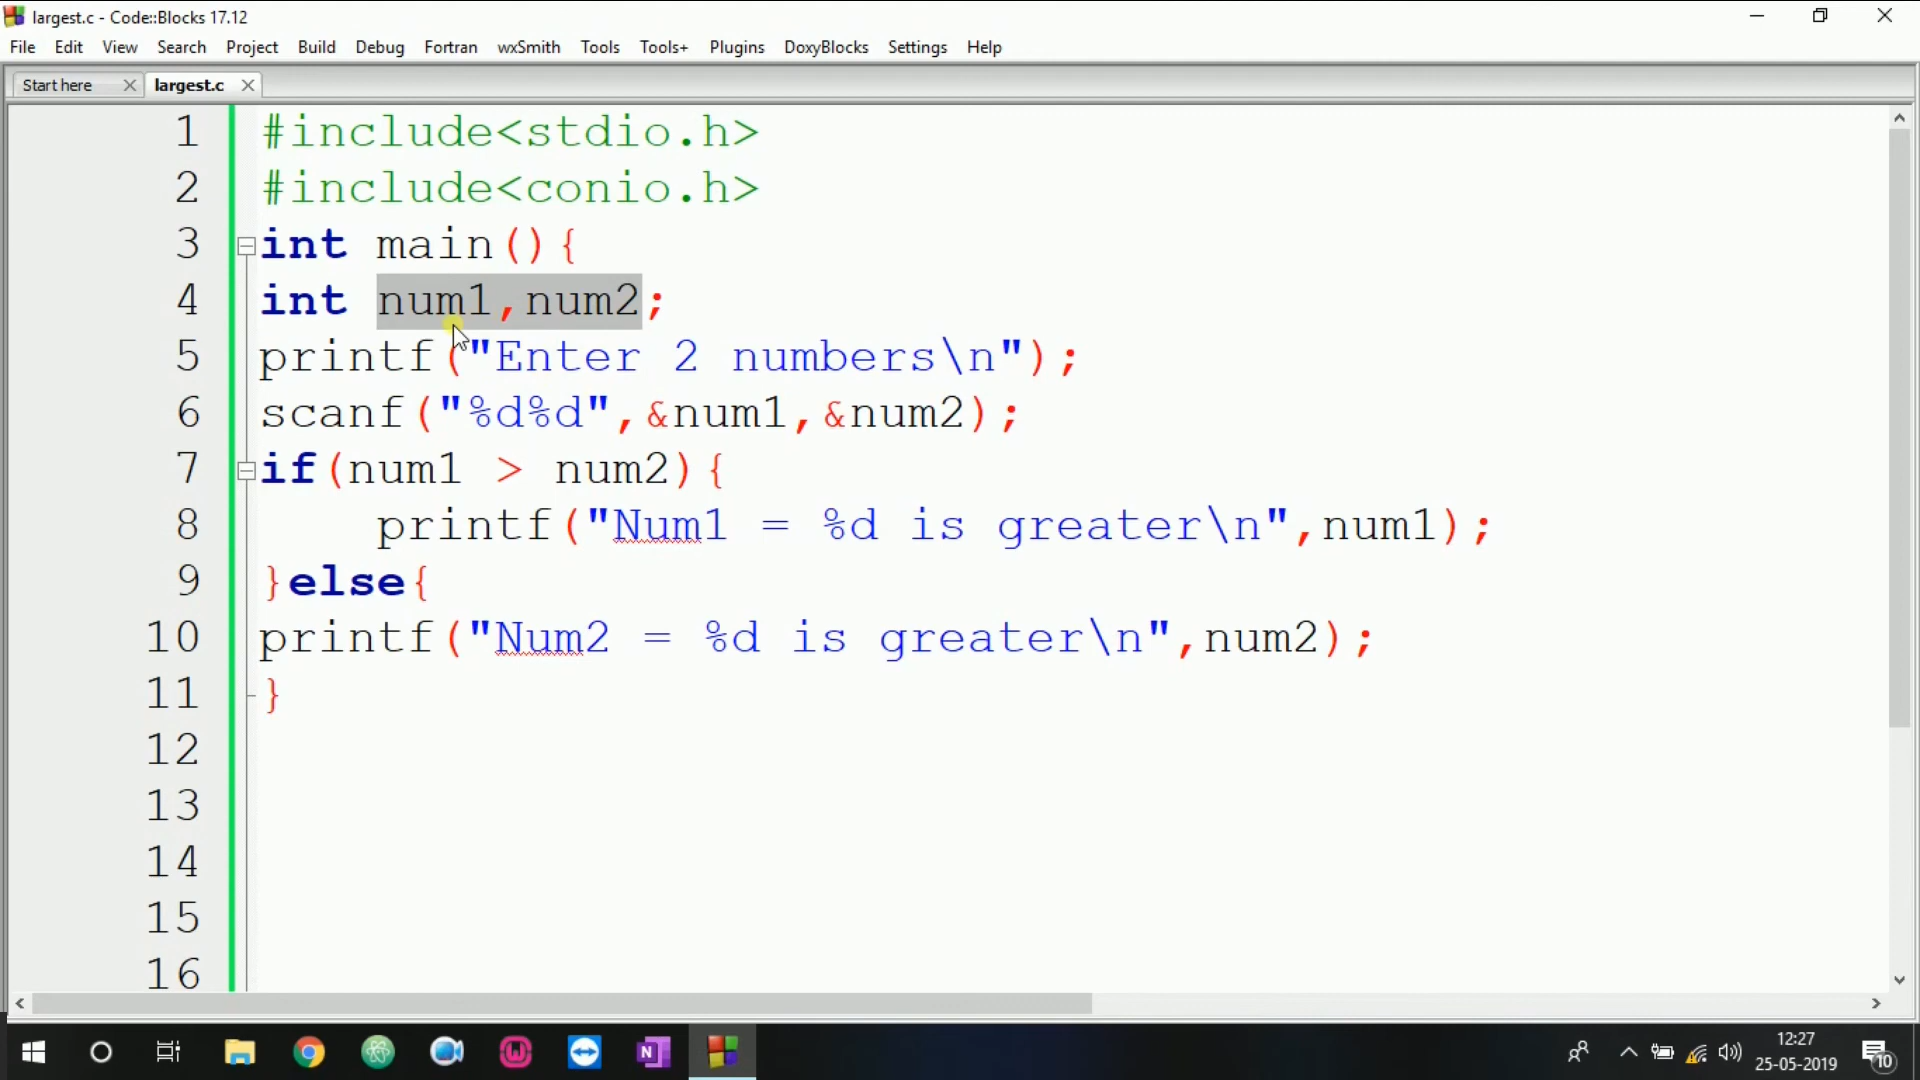 largest.c - Code::Blocks 17.12
File Edit View Search Project Build Debug Fortran wxSmith Tools Tools+ Plugins DoxyBlocks Settings Help
Start here largest.c
1 #include<stdio.h>
2 #include<conio.h>
3 int main(){
4 int num1,num2;
5 printf("Enter 2 numbers\n");
6 scanf("%d%d",&num1,&num2);
7 if(num1 > num2){
8 printf("Num1 = %d is greater\n",num1);
9 }else{
10 printf("Num2 = %d is greater\n",num2);
11 }
12
13
14
15
16
12:27
25-05-2019
10